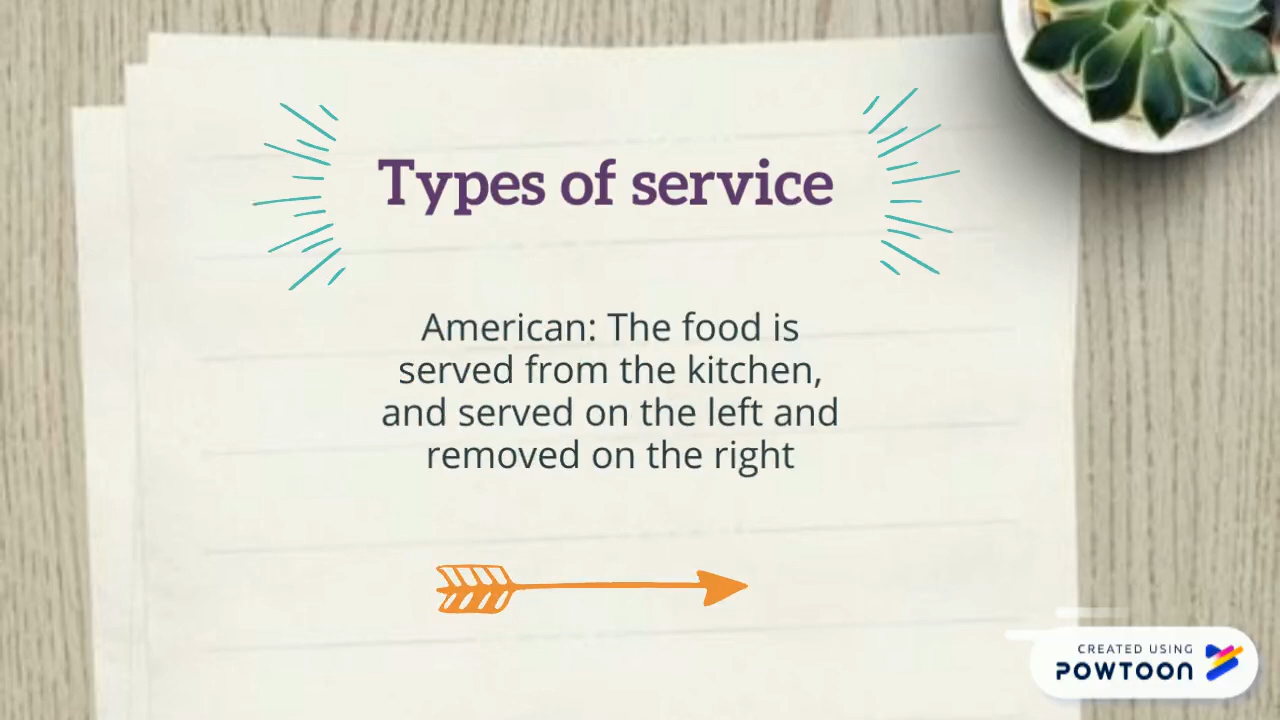 Types of service
American: The food is
served from the kitchen,
and served on the left and
removed on the right
CREATED USING
POWTOON